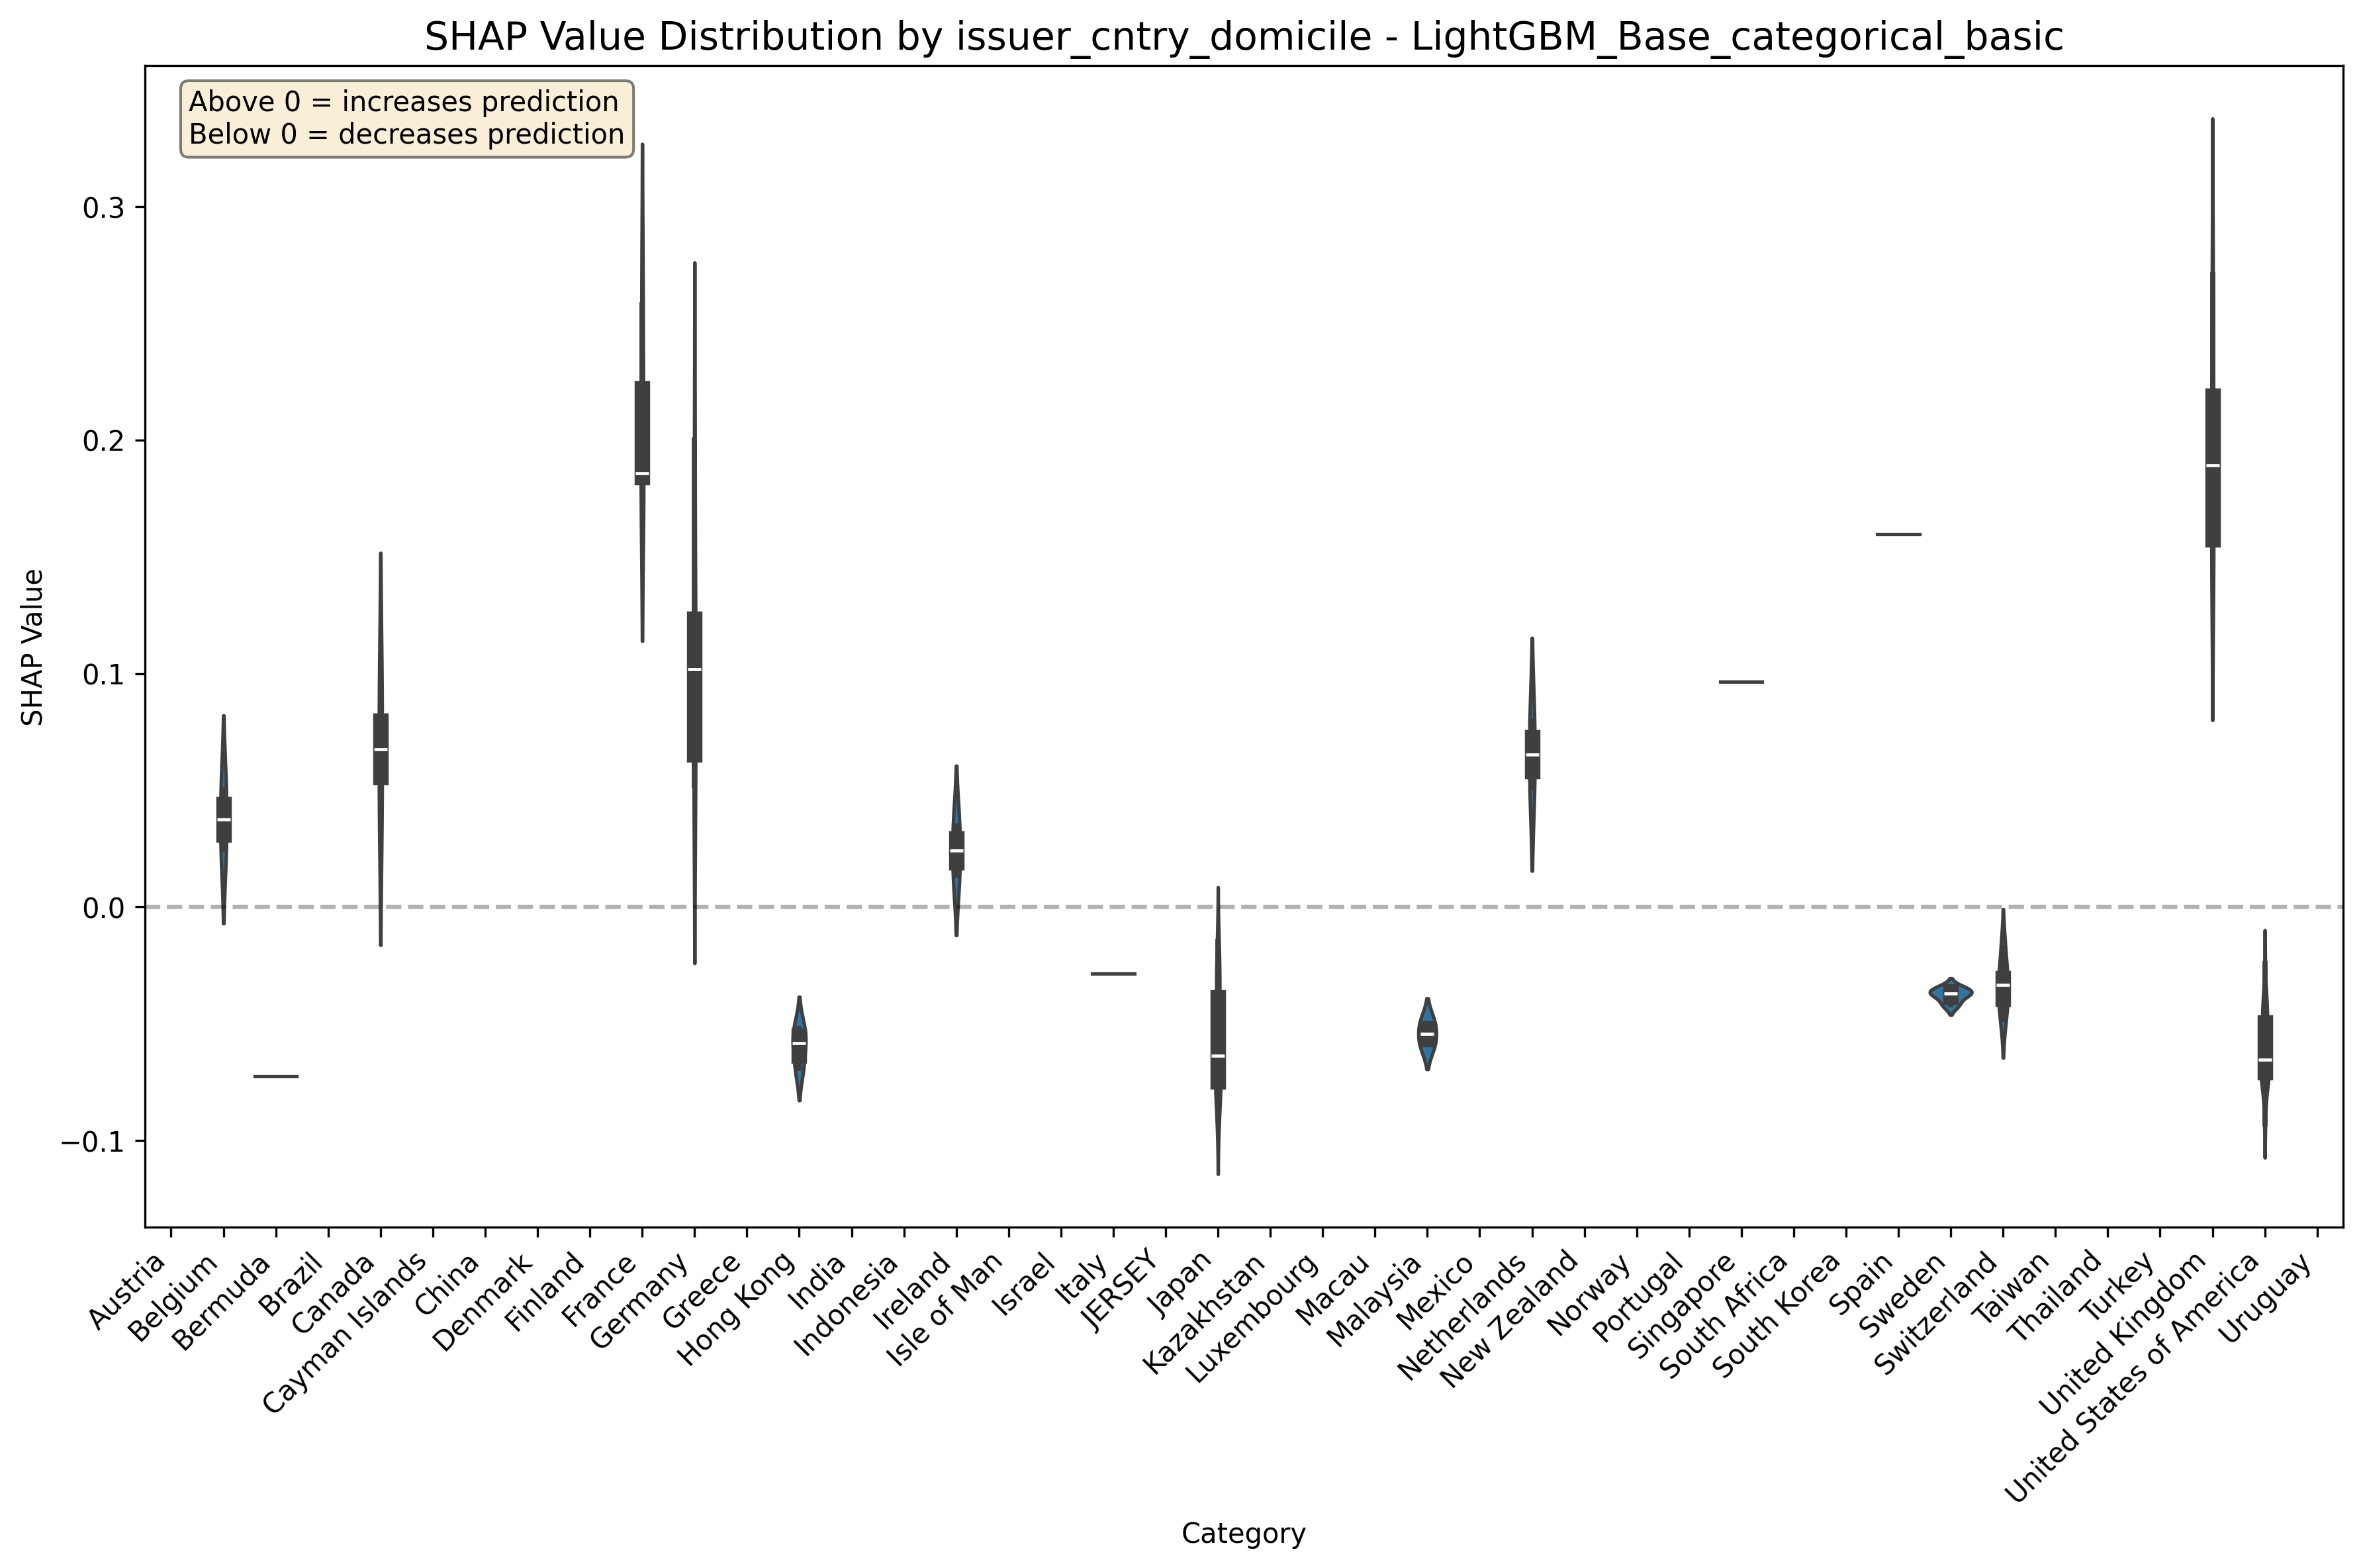 SHAP Value Distribution by issuer_cntry_domicile - LightGBM_Base_categorical_basic
Above 0 = increases prediction
Below 0 = decreases prediction
SHAP Value
0.3
0.2
0.1
0.0
−0.1
Austria
Belgium
Bermuda
Brazil
Canada
Cayman Islands
China
Denmark
Finland
France
Germany
Greece
Hong Kong
India
Indonesia
Ireland
Isle of Man
Israel
Italy
JERSEY
Japan
Kazakhstan
Luxembourg
Macau
Malaysia
Mexico
Netherlands
New Zealand
Norway
Portugal
Singapore
South Africa
South Korea
Spain
Sweden
Switzerland
Taiwan
Thailand
Turkey
United Kingdom
United States of America
Uruguay
Category